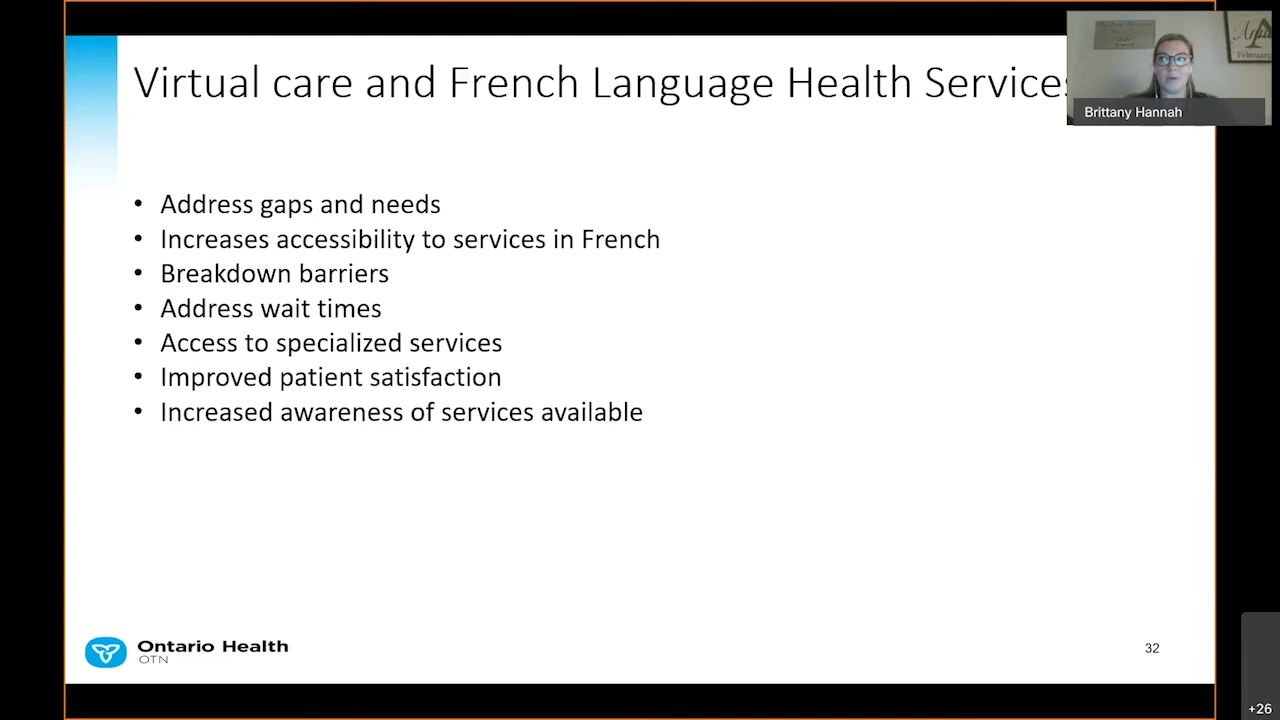 Virtual care and French Language Health Services
Brittany Hannah
• Address gaps and needs
• Increases accessibility to services in French
• Breakdown barriers
• Address wait times
• Access to specialized services
• Improved patient satisfaction
• Increased awareness of services available
Ontario Health
OTN
32
+26